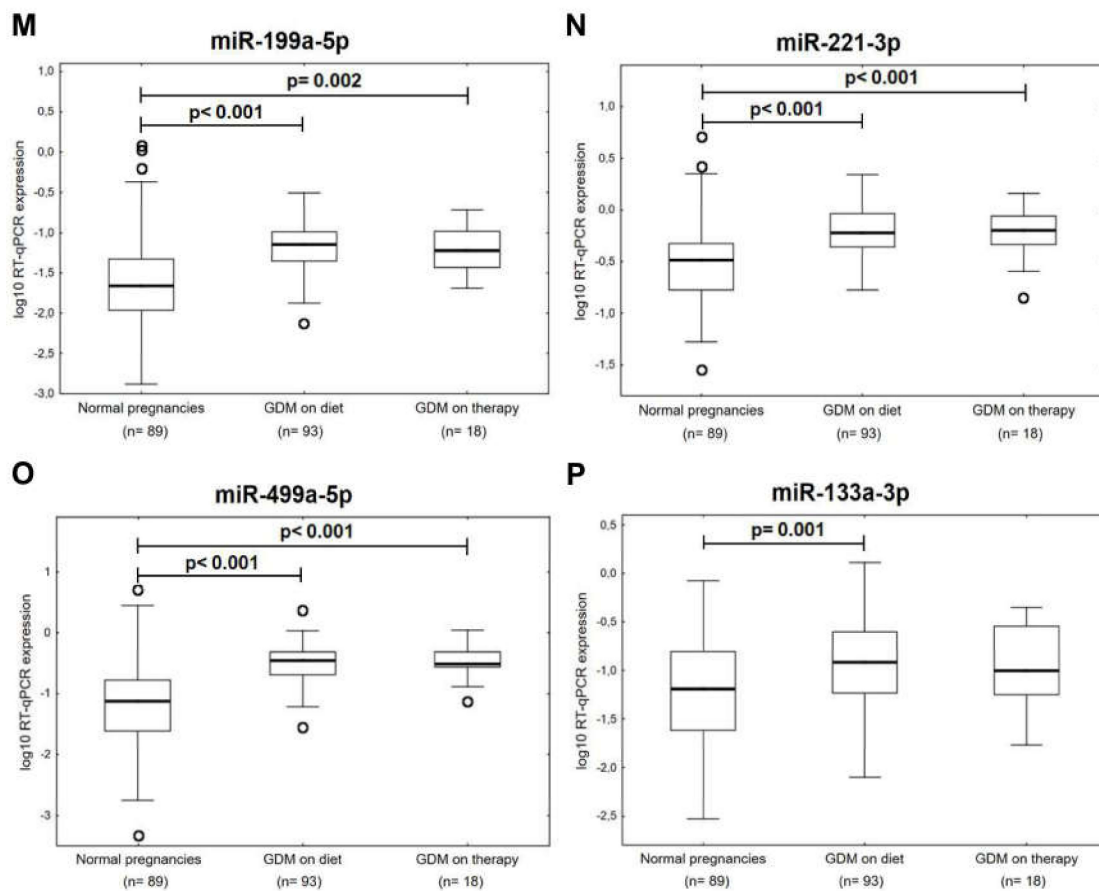 M
miR-199a-5p
1,0
0,5
0,0
-0,5
-1,0
-1,5
-2,0
-2,5
-3,0
log10 RT-qPCR expression
p= 0.002
p< 0.001
Normal pregnancies
(n= 89)
GDM on diet
(n= 93)
GDM on therapy
(n= 18)
N
miR-221-3p
1,0
0,5
0,0
-0,5
-1,0
-1,5
log10 RT-qPCR expression
p< 0.001
p< 0.001
Normal pregnancies
(n= 89)
GDM on diet
(n= 93)
GDM on therapy
(n= 18)
O
miR-499a-5p
1
0
-1
-2
-3
log10 RT-qPCR expression
p< 0.001
p< 0.001
Normal pregnancies
(n= 89)
GDM on diet
(n= 93)
GDM on therapy
(n= 18)
P
miR-133a-3p
0,5
0,0
-0,5
-1,0
-1,5
-2,0
-2,5
log10 RT-qPCR expression
p= 0.001
Normal pregnancies
(n= 89)
GDM on diet
(n= 93)
GDM on therapy
(n= 18)